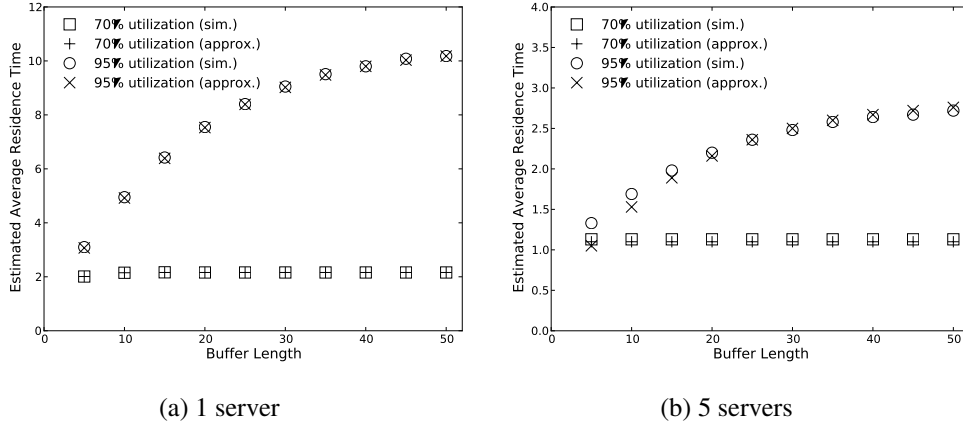 12
10
8
6
4
2
0
Estimated Average Residence Time
70% utilization (sim.)
70% utilization (approx.)
95% utilization (sim.)
95% utilization (approx.)
0 10 20 30 40 50
Buffer Length
(a) 1 server
4.0
3.5
3.0
2.5
2.0
1.5
1.0
0.5
0.0
Estimated Average Residence Time
70% utilization (sim.)
70% utilization (approx.)
95% utilization (sim.)
95% utilization (approx.)
0 10 20 30 40 50
Buffer Length
(b) 5 servers